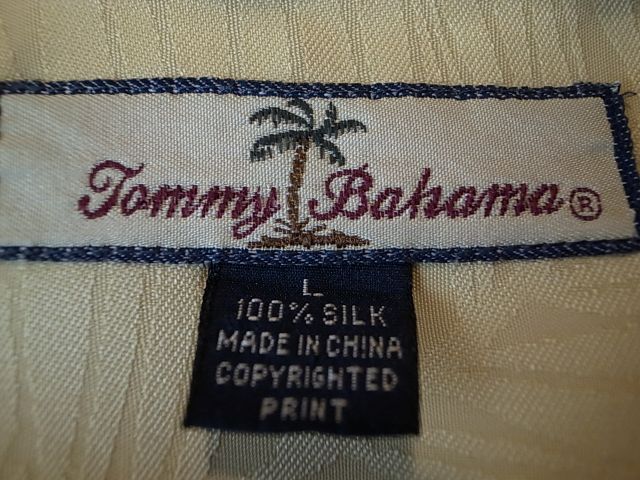 Tommy Bahama®
L
100% SILK
MADE IN CHINA
COPYRIGHTED
PRINT